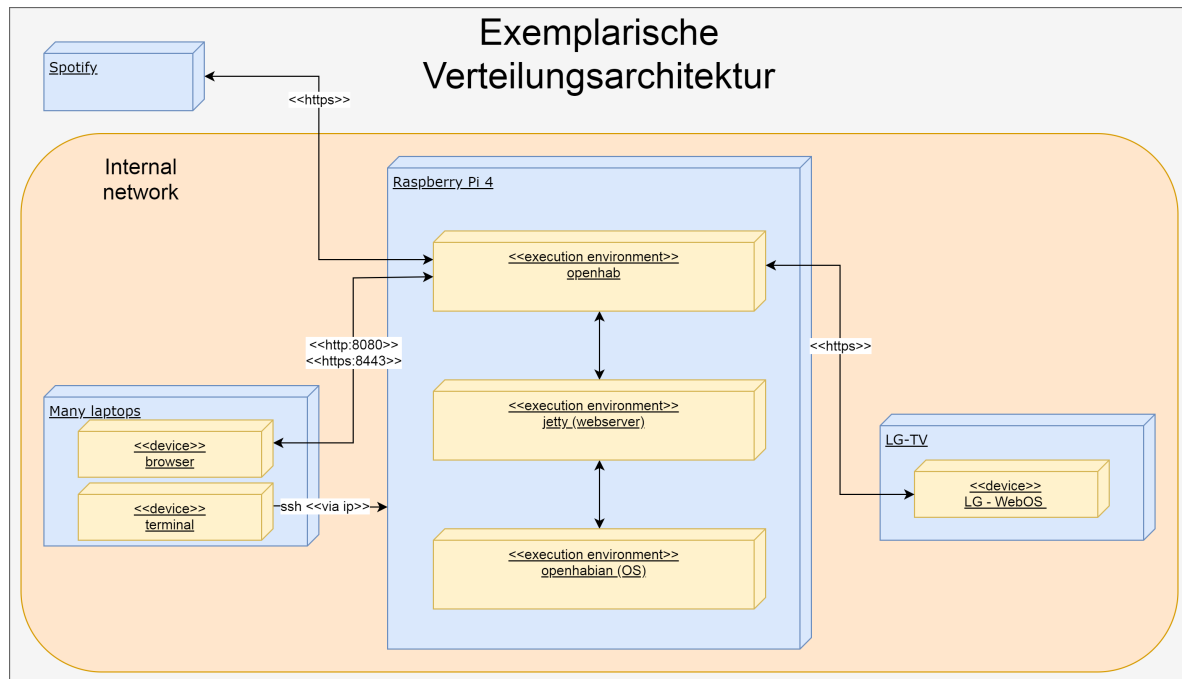 Exemplarische
Verteilungsarchitektur
Spotify
<<https>>
Internal
network
Raspberry Pi 4
<<execution environment>>
openhab
<<http:8080>>
<<https:8443>>
<<https>>
<<execution environment>>
jetty (webserver)
Many laptops
<<device>>
browser
<<device>>
terminal
ssh <<via ip>>
LG-TV
<<device>>
LG - WebOS
<<execution environment>>
openhabian (OS)